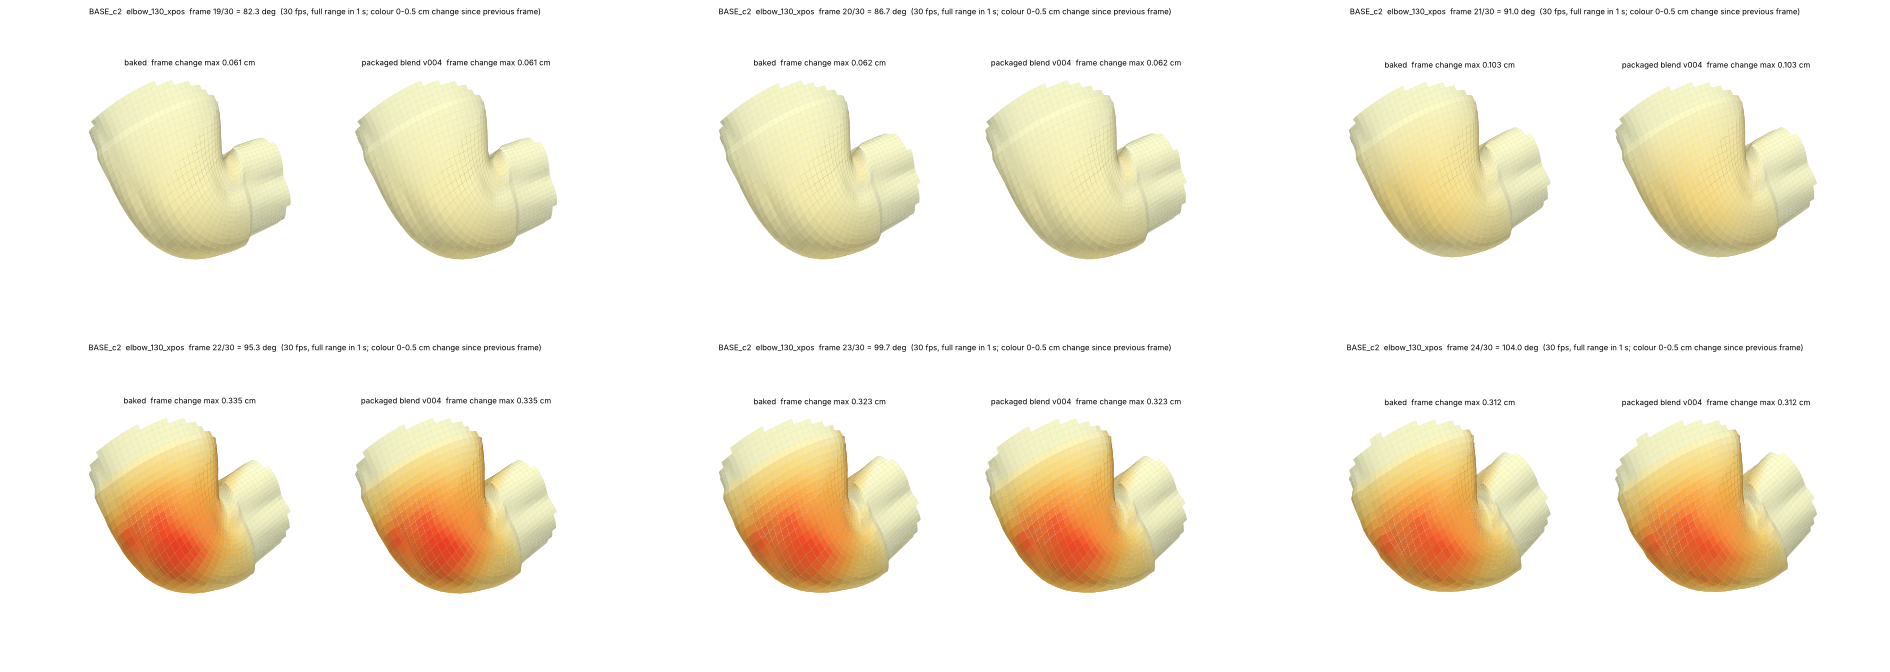 BASE_c2 elbow_130_xpos frame 19/30 = 82.3 deg (30 fps, full range in 1 s; colour 0-0.5 cm change since previous frame)
baked frame change max 0.061 cm
packaged blend v004 frame change max 0.061 cm
BASE_c2 elbow_130_xpos frame 20/30 = 86.7 deg (30 fps, full range in 1 s; colour 0-0.5 cm change since previous frame)
baked frame change max 0.062 cm
packaged blend v004 frame change max 0.062 cm
BASE_c2 elbow_130_xpos frame 21/30 = 91.0 deg (30 fps, full range in 1 s; colour 0-0.5 cm change since previous frame)
baked frame change max 0.103 cm
packaged blend v004 frame change max 0.103 cm
BASE_c2 elbow_130_xpos frame 22/30 = 95.3 deg (30 fps, full range in 1 s; colour 0-0.5 cm change since previous frame)
baked frame change max 0.335 cm
packaged blend v004 frame change max 0.335 cm
BASE_c2 elbow_130_xpos frame 23/30 = 99.7 deg (30 fps, full range in 1 s; colour 0-0.5 cm change since previous frame)
baked frame change max 0.323 cm
packaged blend v004 frame change max 0.323 cm
BASE_c2 elbow_130_xpos frame 24/30 = 104.0 deg (30 fps, full range in 1 s; colour 0-0.5 cm change since previous frame)
baked frame change max 0.312 cm
packaged blend v004 frame change max 0.312 cm